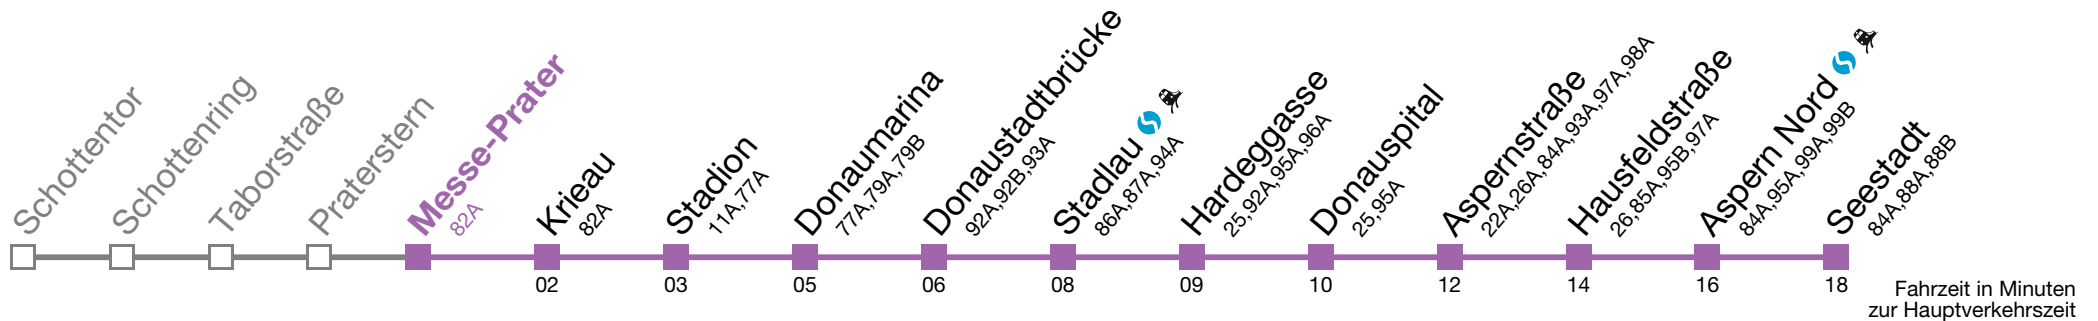 Schottentor
Schottenring
Taborstraße
Praterstern
Messe-Prater
82A
Krieau
82A
02
Stadion
11A,77A
03
Donaumarina
77A,79A,79B
05
Donaustadtbrücke
92A,92B,93A
06
Stadlau
86A,87A,94A
08
Hardeggasse
25,92A,95A,96A
09
Donauspital
25,95A
10
Aspernstraße
22A,26A,84A,93A,97A,98A
12
Hausfeldstraße
26,85A,95B,97A
14
Aspern Nord
84A,95A,99A,99B
16
Seestadt
84A,88A,88B
18
Fahrzeit in Minuten
zur Hauptverkehrszeit